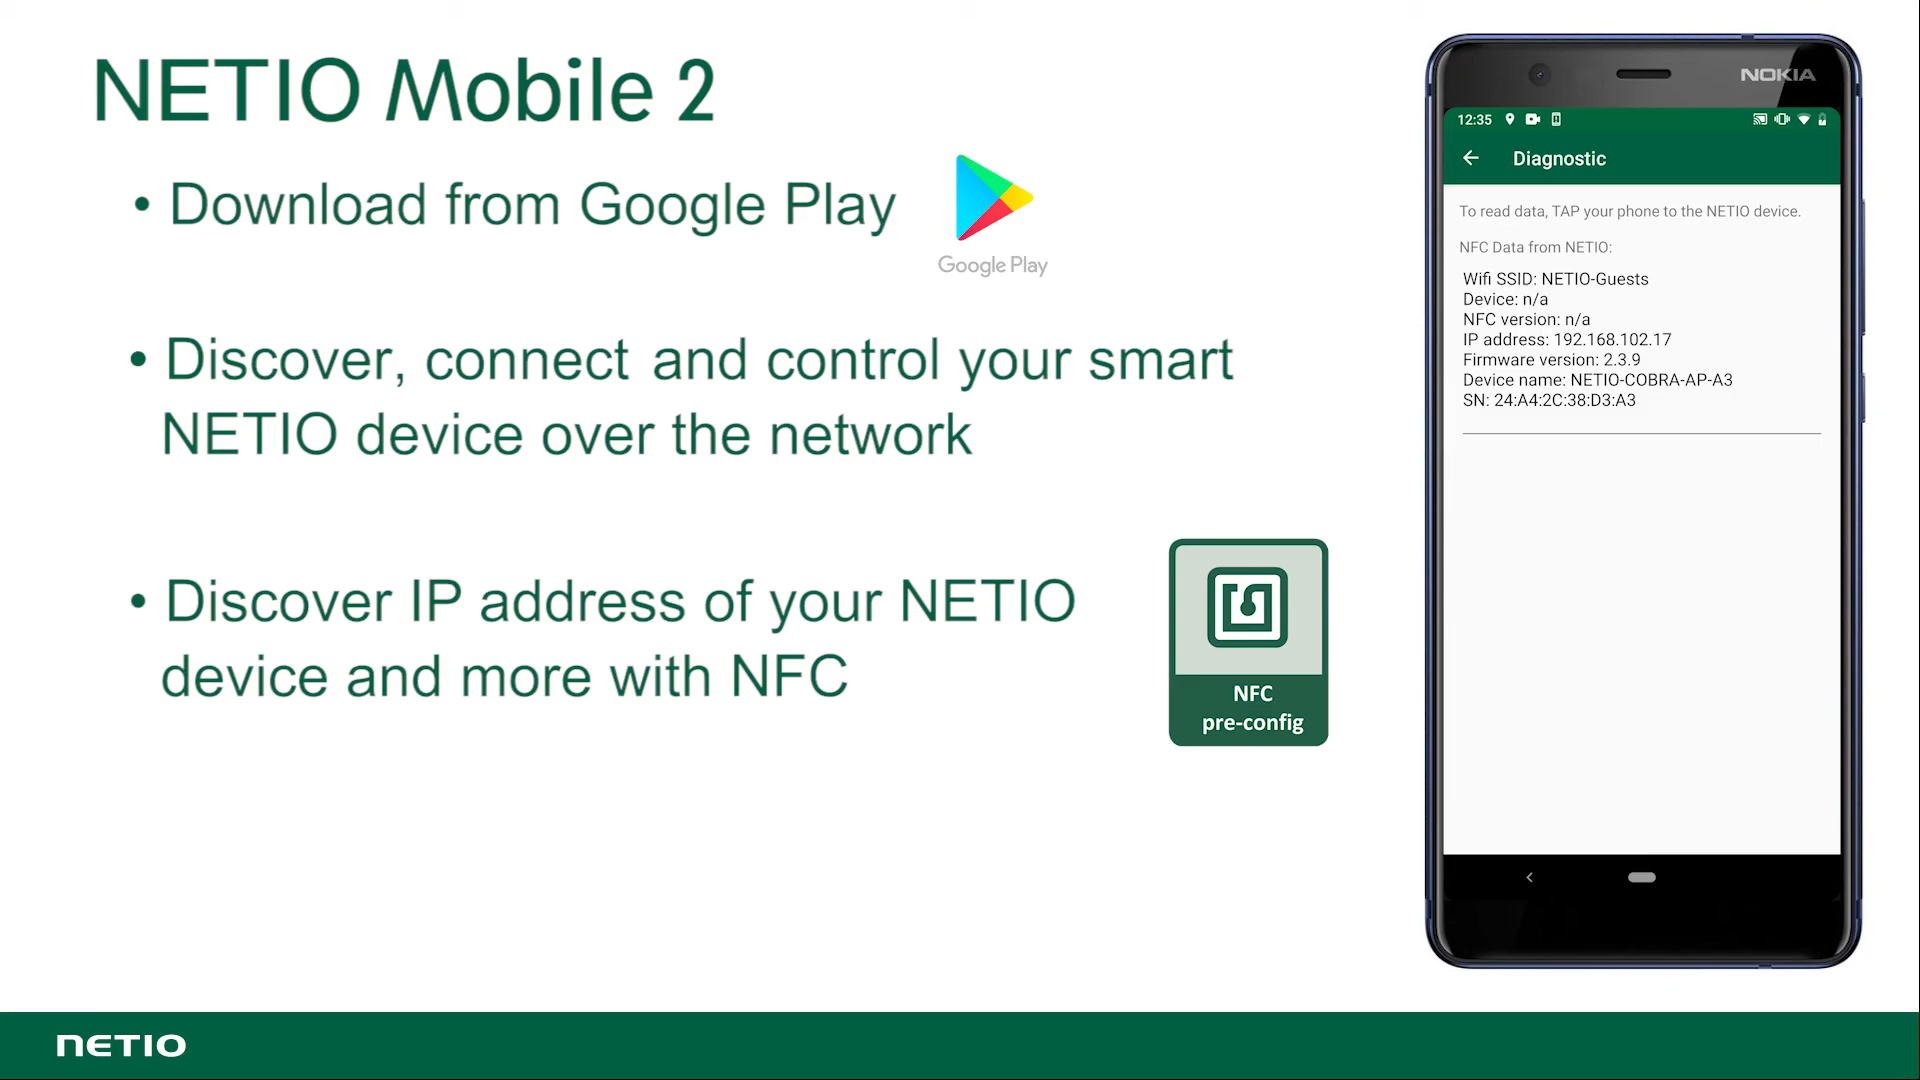 NETIO Mobile 2
• Download from Google Play
Google Play
• Discover, connect and control your smart
NETIO device over the network
• Discover IP address of your NETIO
device and more with NFC
NFC
pre-config
NOKIA
12:35
Diagnostic
To read data, TAP your phone to the NETIO device.
NFC Data from NETIO:
Wifi SSID: NETIO-Guests
Device: n/a
NFC version: n/a
IP address: 192.168.102.17
Firmware version: 2.3.9
Device name: NETIO-COBRA-AP-A3
SN: 24:A4:2C:38:D3:A3
NETIO